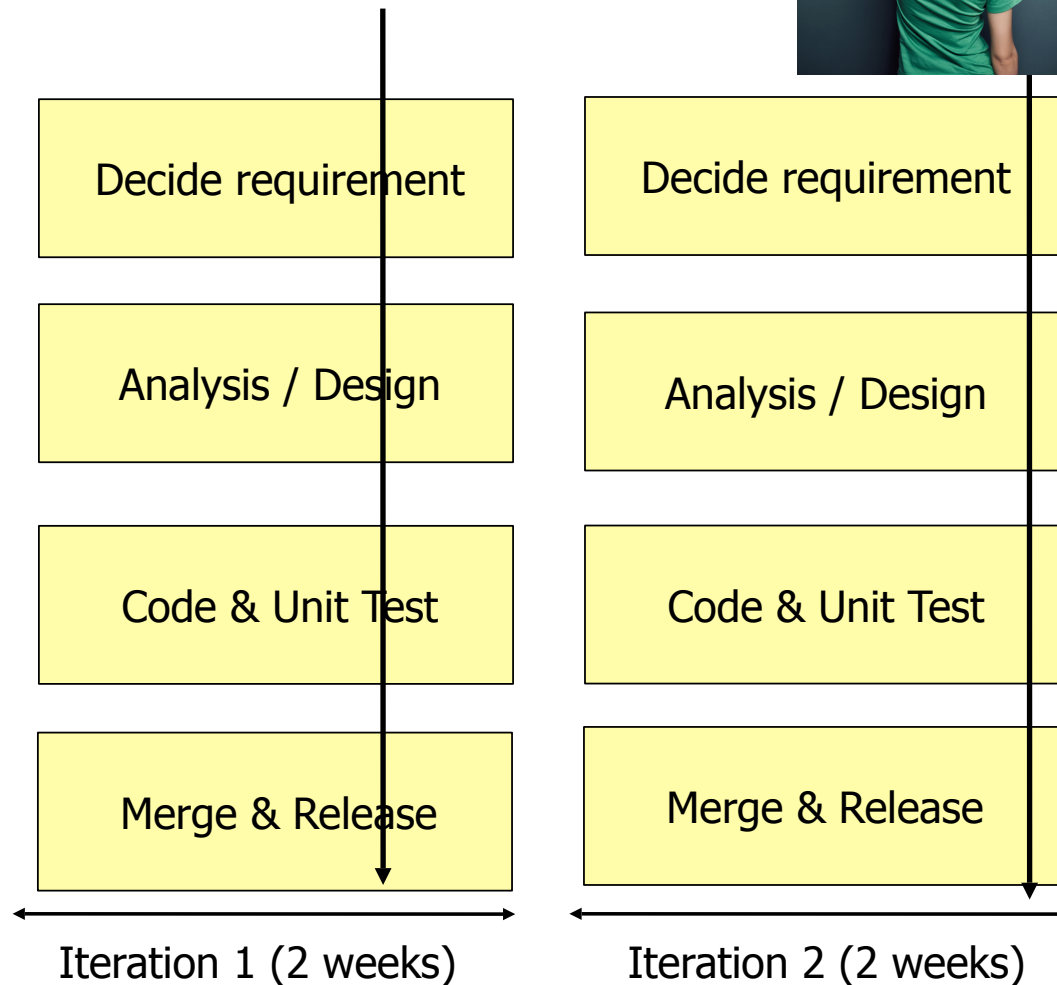 Decide requirement
Analysis / Design
Code & Unit Test
Merge & Release
Iteration 1 (2 weeks)
Decide requirement
Analysis / Design
Code & Unit Test
Merge & Release
Iteration 2 (2 weeks)